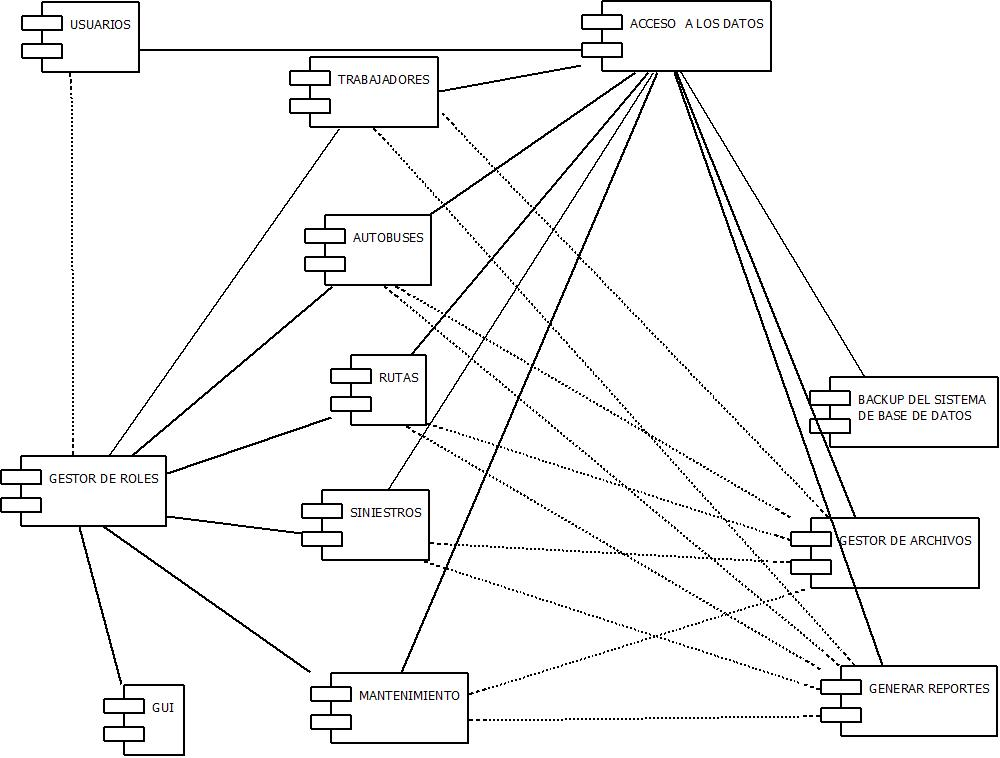 USUARIOS
ACCESO A LOS DATOS
TRABAJADORES
AUTOBUSES
RUTAS
BACKUP DEL SISTEMA
DE BASE DE DATOS
GESTOR DE ROLES
SINIESTROS
GESTOR DE ARCHIVOS
MANTENIMIENTO
GENERAR REPORTES
GUI